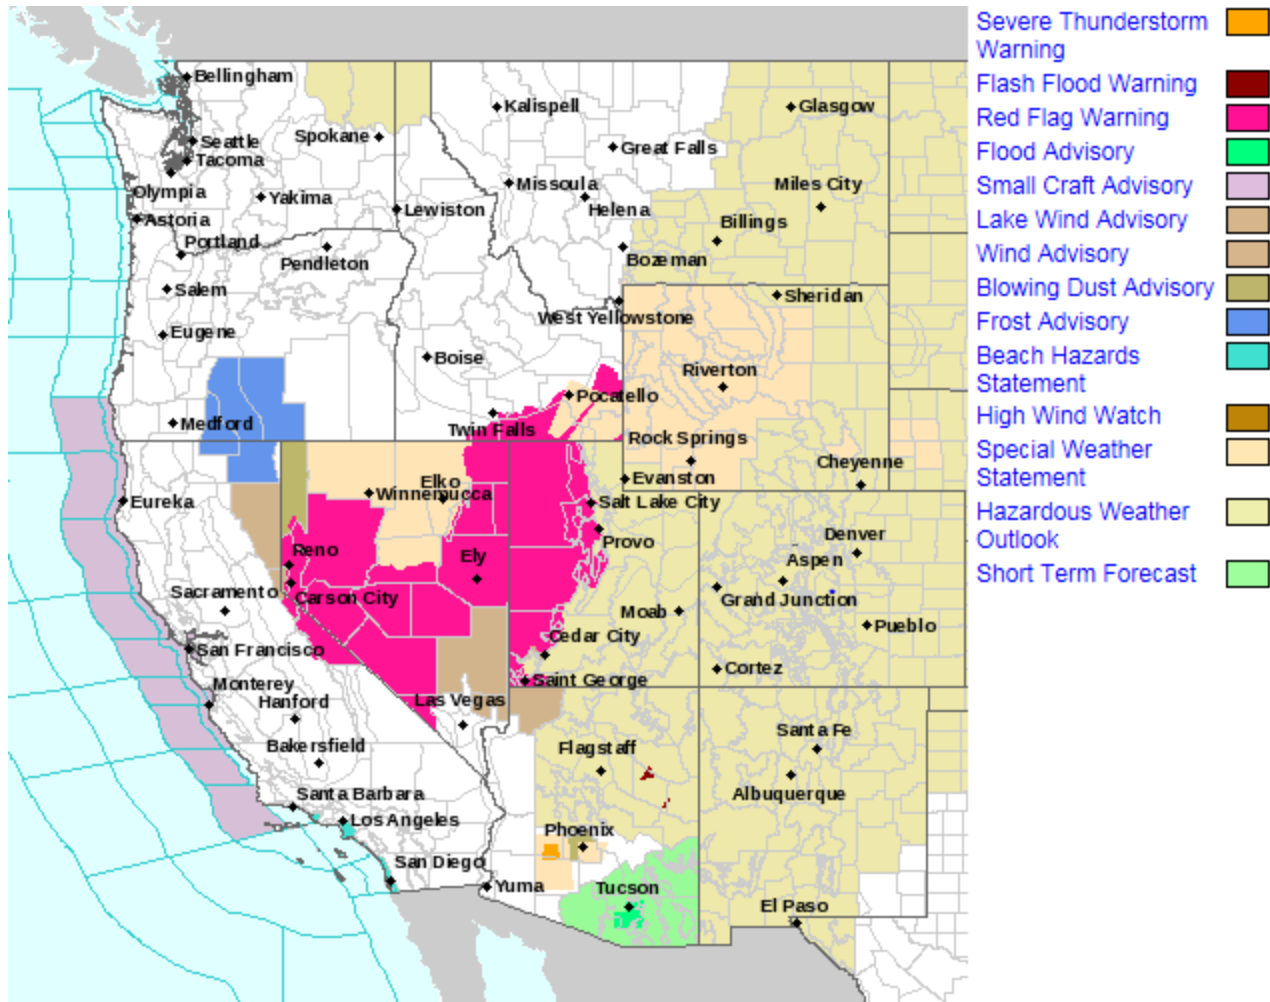 Bellingham
Kalispell
Glasgow
Spokane
Seattle
Great Falls
Tacoma
Missoula
Miles City
Olympia
Yakima
Lewiston
Helena
Astoria
Billings
Portland
Pendleton
Bozeman
Salem
Sheridan
West Yellowstone
Eugene
Boise
Riverton
Pocatello
Medford
Twin Falls
Rock Springs
Cheyenne
Elko
Evanston
Winnemucca
Eureka
Salt Lake City
Denver
Provo
Reno
Ely
Aspen
Sacramento
Carson City
Grand Junction
Moab
Pueblo
Cedar City
San Francisco
Cortez
Saint George
Monterey
Hanford
Las Vegas
Santa Fe
Bakersfield
Flagstaff
Santa Barbara
Albuquerque
Los Angeles
Phoenix
San Diego
Yuma
Tucson
El Paso
Severe Thunderstorm
Warning
Flash Flood Warning
Red Flag Warning
Flood Advisory
Small Craft Advisory
Lake Wind Advisory
Wind Advisory
Blowing Dust Advisory
Frost Advisory
Beach Hazards
Statement
High Wind Watch
Special Weather
Statement
Hazardous Weather
Outlook
Short Term Forecast